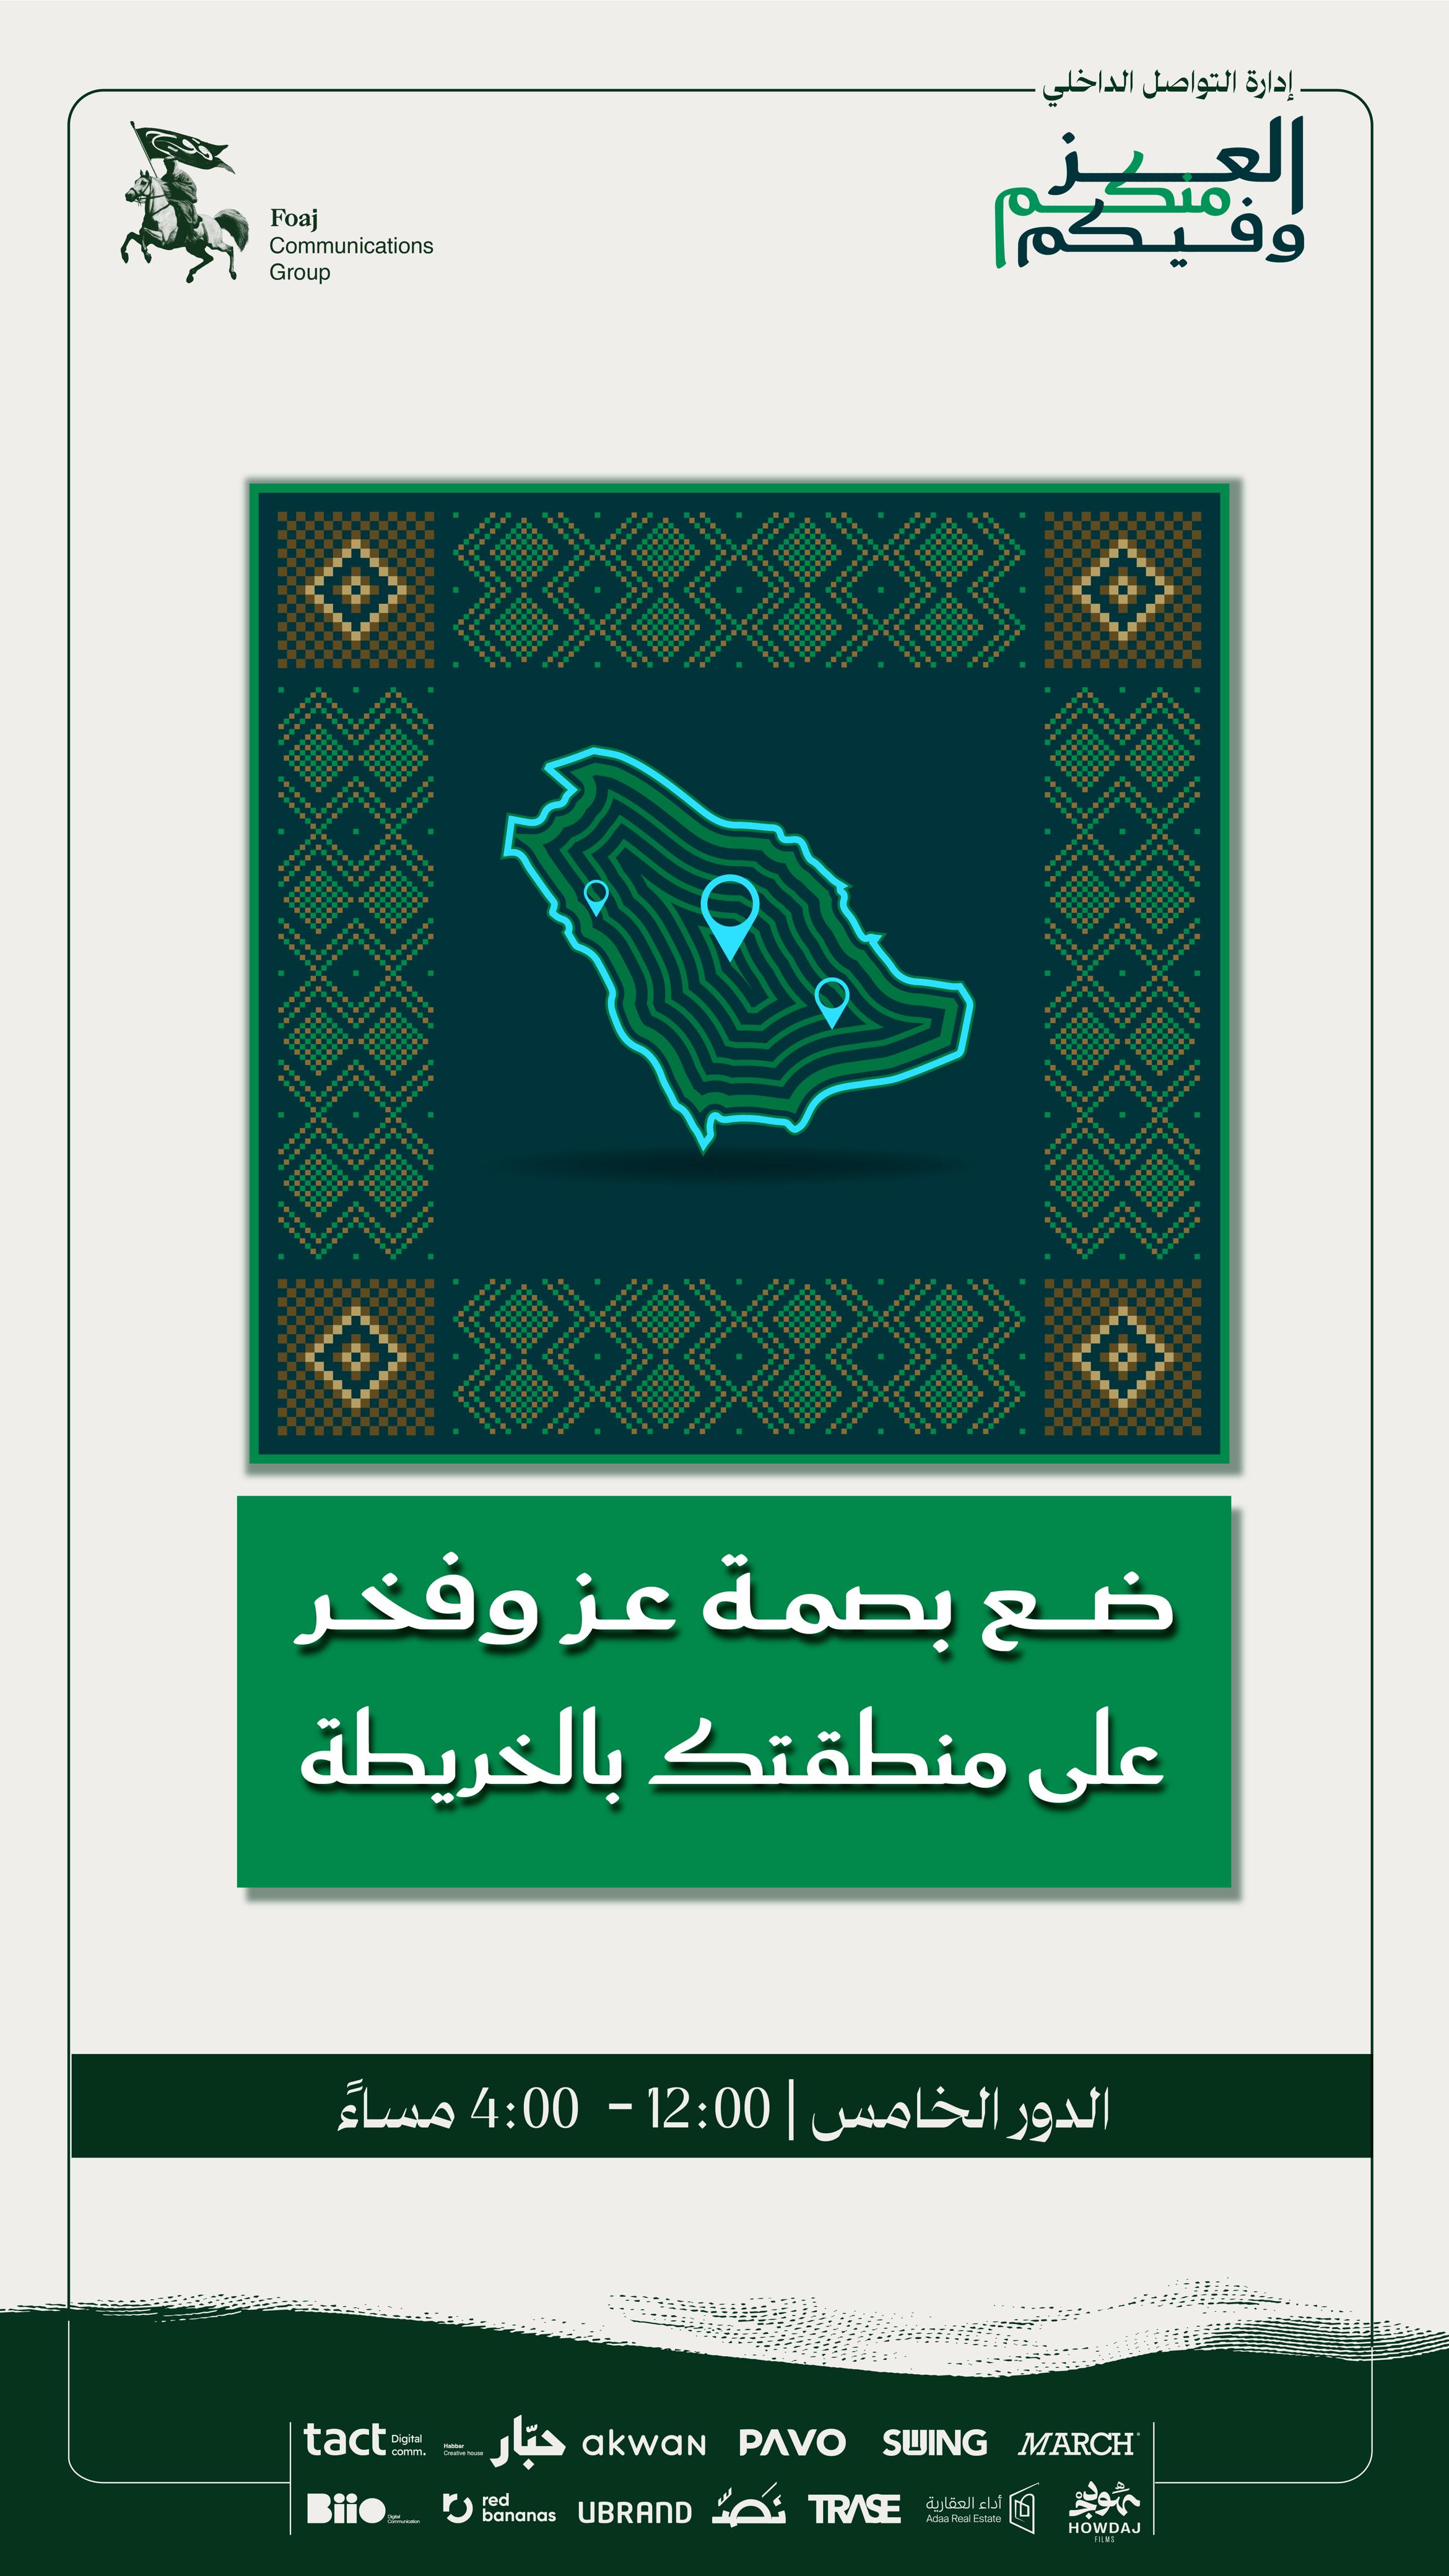 إدارة التواصل الداخلي
العز
منكم
وفيكم
Foaj
Communications
Group
ضع بصمة عز وفخر
على منطقتك بالخريطة
الدور الخامس | 12:00 - 4:00 مساءً
tact Digital comm. Habbar Creative house حبّار akwan PAVO SWING MARCH
Biio Digital Communication red bananas UBRAND نَصّ TRASE أداء العقارية Adaa Real Estate هودج HOWDAJ FILMS